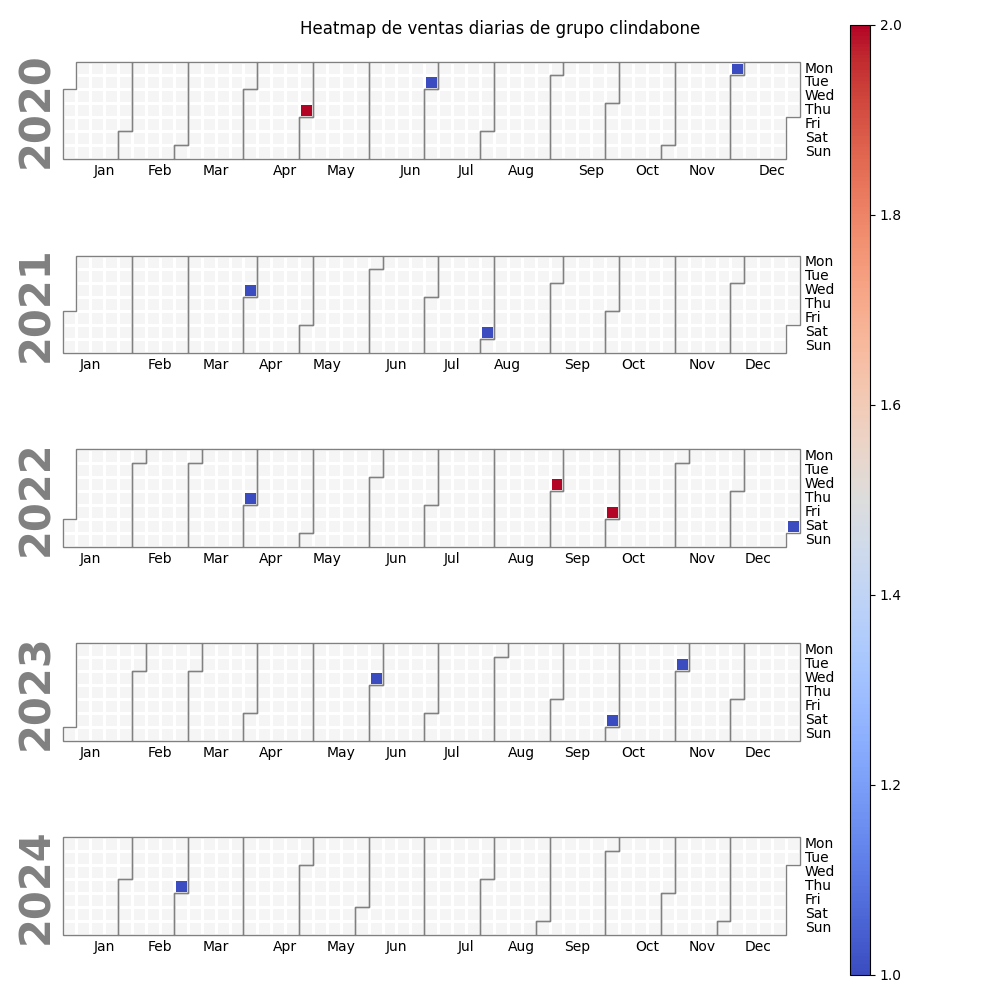 Heatmap de ventas diarias de grupo clindabone
2020
Mon
Tue
Wed
Thu
Fri
Sat
Sun
Jan Feb Mar Apr May Jun Jul Aug Sep Oct Nov Dec
2021
Mon
Tue
Wed
Thu
Fri
Sat
Sun
Jan Feb Mar Apr May Jun Jul Aug Sep Oct Nov Dec
2022
Mon
Tue
Wed
Thu
Fri
Sat
Sun
Jan Feb Mar Apr May Jun Jul Aug Sep Oct Nov Dec
2023
Mon
Tue
Wed
Thu
Fri
Sat
Sun
Jan Feb Mar Apr May Jun Jul Aug Sep Oct Nov Dec
2024
Mon
Tue
Wed
Thu
Fri
Sat
Sun
Jan Feb Mar Apr May Jun Jul Aug Sep Oct Nov Dec
2.0
1.8
1.6
1.4
1.2
1.0